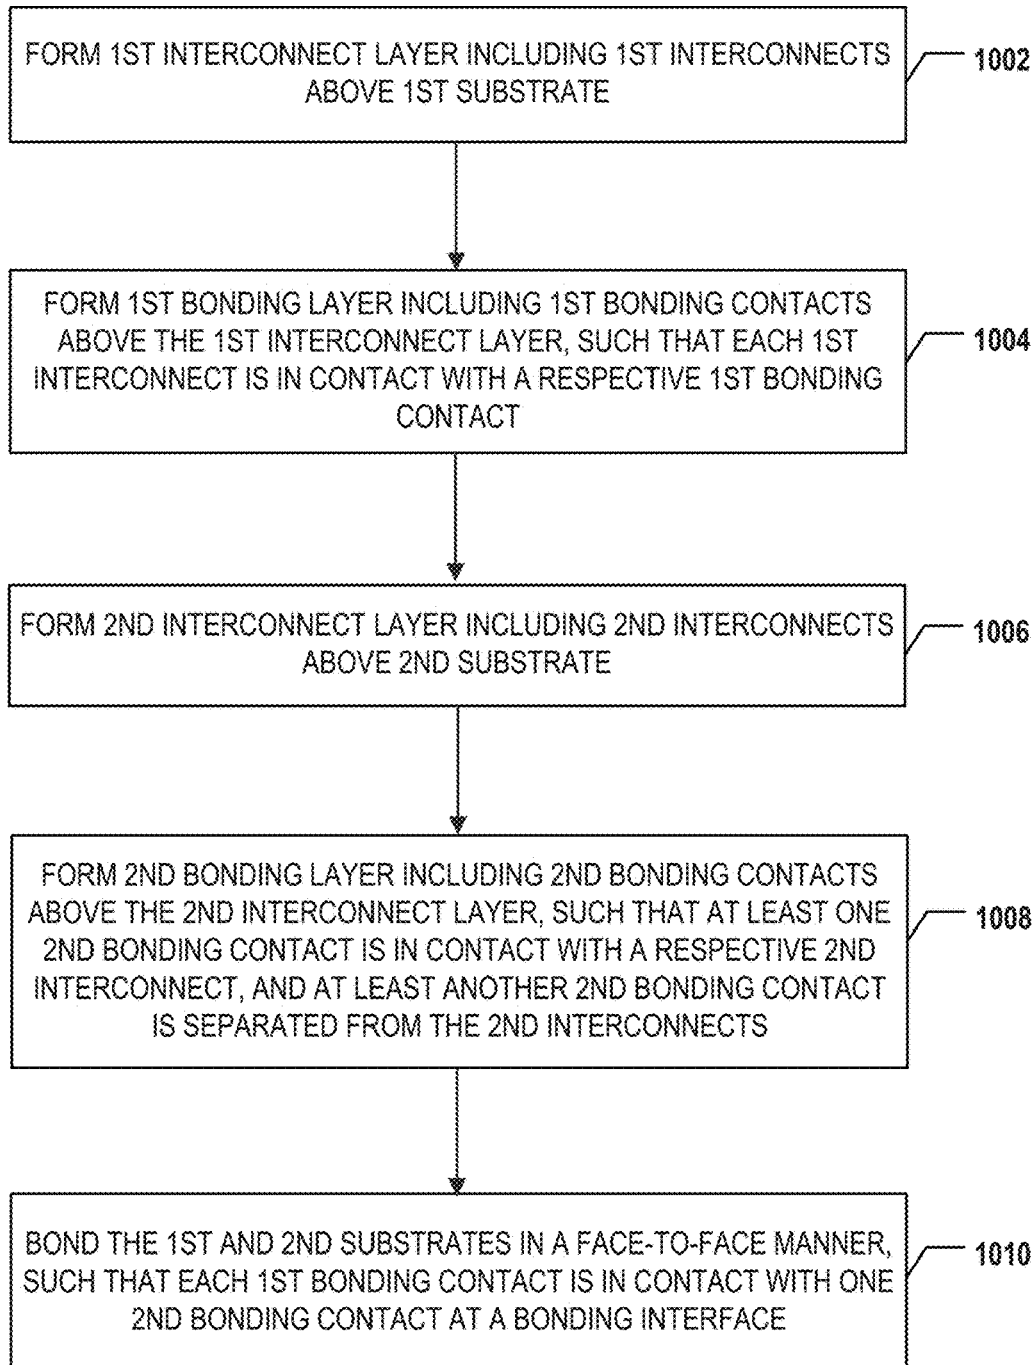 FORM 1ST INTERCONNECT LAYER INCLUDING 1ST INTERCONNECTS
ABOVE 1ST SUBSTRATE
1002
FORM 1ST BONDING LAYER INCLUDING 1ST BONDING CONTACTS
ABOVE THE 1ST INTERCONNECT LAYER, SUCH THAT EACH 1ST
INTERCONNECT IS IN CONTACT WITH A RESPECTIVE 1ST BONDING
CONTACT
1004
FORM 2ND INTERCONNECT LAYER INCLUDING 2ND INTERCONNECTS
ABOVE 2ND SUBSTRATE
1006
FORM 2ND BONDING LAYER INCLUDING 2ND BONDING CONTACTS
ABOVE THE 2ND INTERCONNECT LAYER, SUCH THAT AT LEAST ONE
2ND BONDING CONTACT IS IN CONTACT WITH A RESPECTIVE 2ND
INTERCONNECT, AND AT LEAST ANOTHER 2ND BONDING CONTACT
IS SEPARATED FROM THE 2ND INTERCONNECTS
1008
BOND THE 1ST AND 2ND SUBSTRATES IN A FACE-TO-FACE MANNER,
SUCH THAT EACH 1ST BONDING CONTACT IS IN CONTACT WITH ONE
2ND BONDING CONTACT AT A BONDING INTERFACE
1010